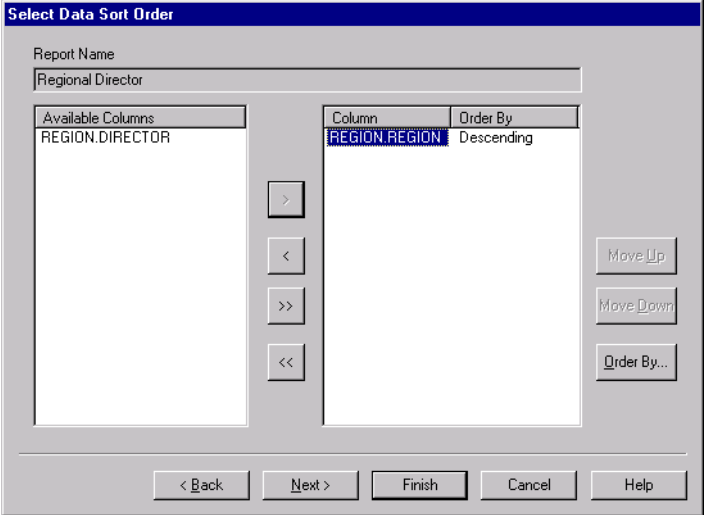 Select Data Sort Order
Report Name
Regional Director
Available Columns
REGION.DIRECTOR
Column Order By
REGION.REGION Descending
>
<
>>
<<
Move Up
Move Down
Order By...
< Back Next > Finish Cancel Help